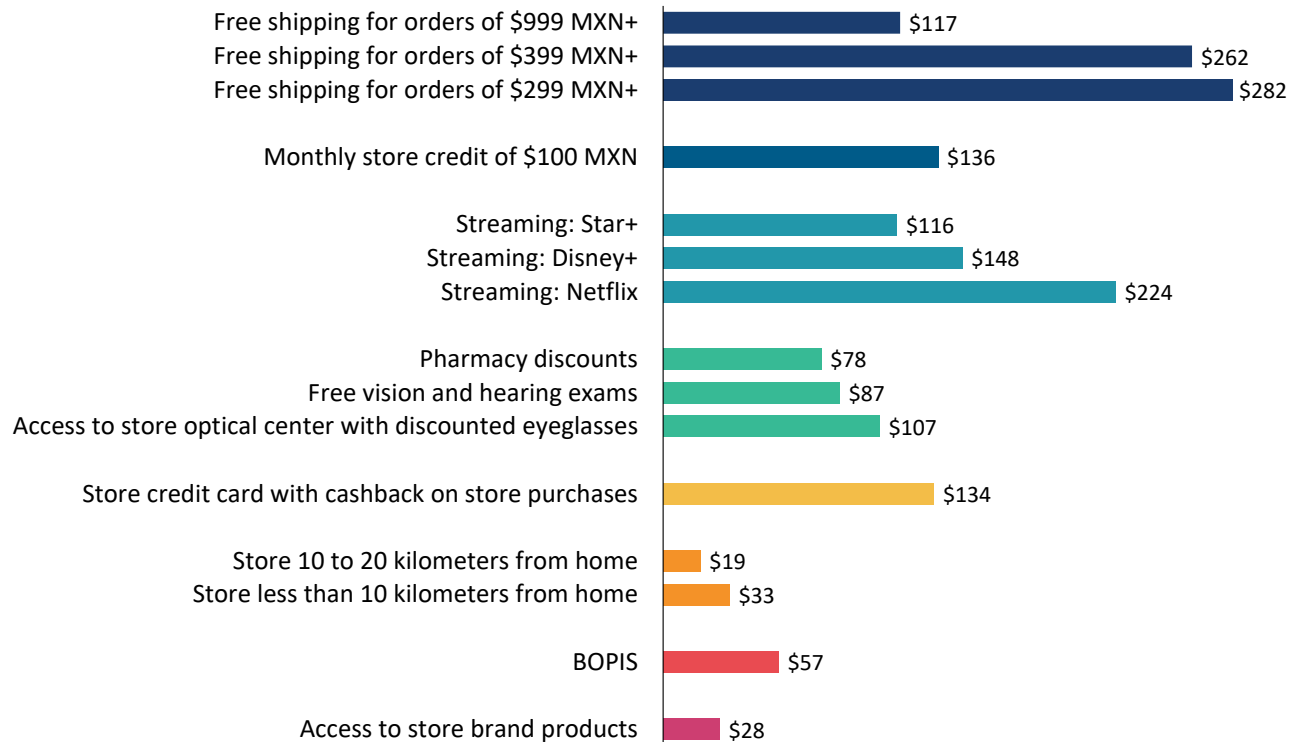 Free shipping for orders of $999 MXN+ $117
Free shipping for orders of $399 MXN+ $262
Free shipping for orders of $299 MXN+ $282
Monthly store credit of $100 MXN $136
Streaming: Star+ $116
Streaming: Disney+ $148
Streaming: Netflix $224
Pharmacy discounts $78
Free vision and hearing exams $87
Access to store optical center with discounted eyeglasses $107
Store credit card with cashback on store purchases $134
Store 10 to 20 kilometers from home $19
Store less than 10 kilometers from home $33
BOPIS $57
Access to store brand products $28